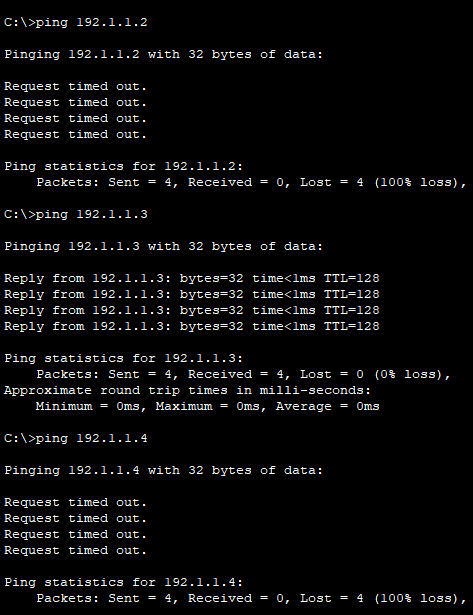 C:\>ping 192.1.1.2
Pinging 192.1.1.2 with 32 bytes of data:
Request timed out.
Request timed out.
Request timed out.
Request timed out.
Ping statistics for 192.1.1.2:
Packets: Sent = 4, Received = 0, Lost = 4 (100% loss),
C:\>ping 192.1.1.3
Pinging 192.1.1.3 with 32 bytes of data:
Reply from 192.1.1.3: bytes=32 time<1ms TTL=128
Reply from 192.1.1.3: bytes=32 time<1ms TTL=128
Reply from 192.1.1.3: bytes=32 time<1ms TTL=128
Reply from 192.1.1.3: bytes=32 time<1ms TTL=128
Ping statistics for 192.1.1.3:
Packets: Sent = 4, Received = 4, Lost = 0 (0% loss),
Approximate round trip times in milli-seconds:
Minimum = 0ms, Maximum = 0ms, Average = 0ms
C:\>ping 192.1.1.4
Pinging 192.1.1.4 with 32 bytes of data:
Request timed out.
Request timed out.
Request timed out.
Request timed out.
Ping statistics for 192.1.1.4:
Packets: Sent = 4, Received = 0, Lost = 4 (100% loss),